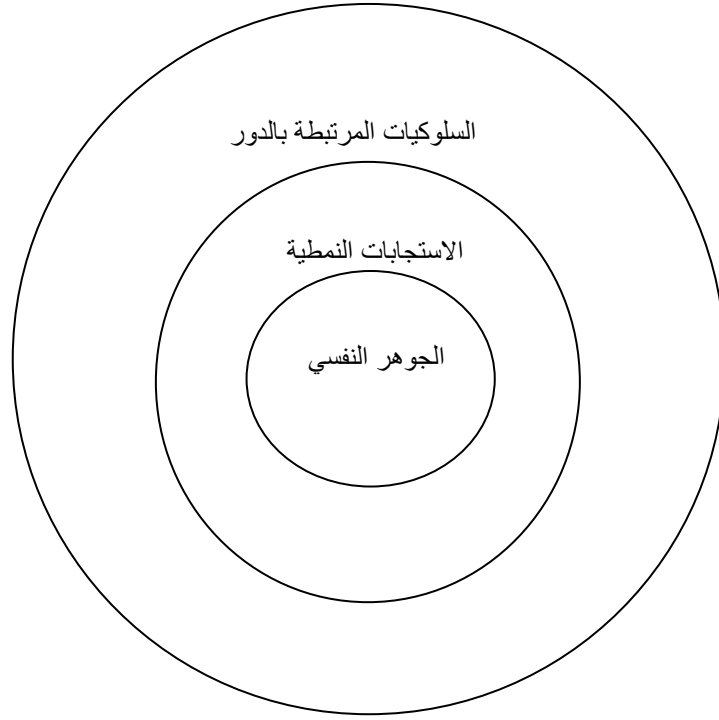 السلوكيات المرتبطة بالدور
الاستجابات النمطية
الجوهر النفسي